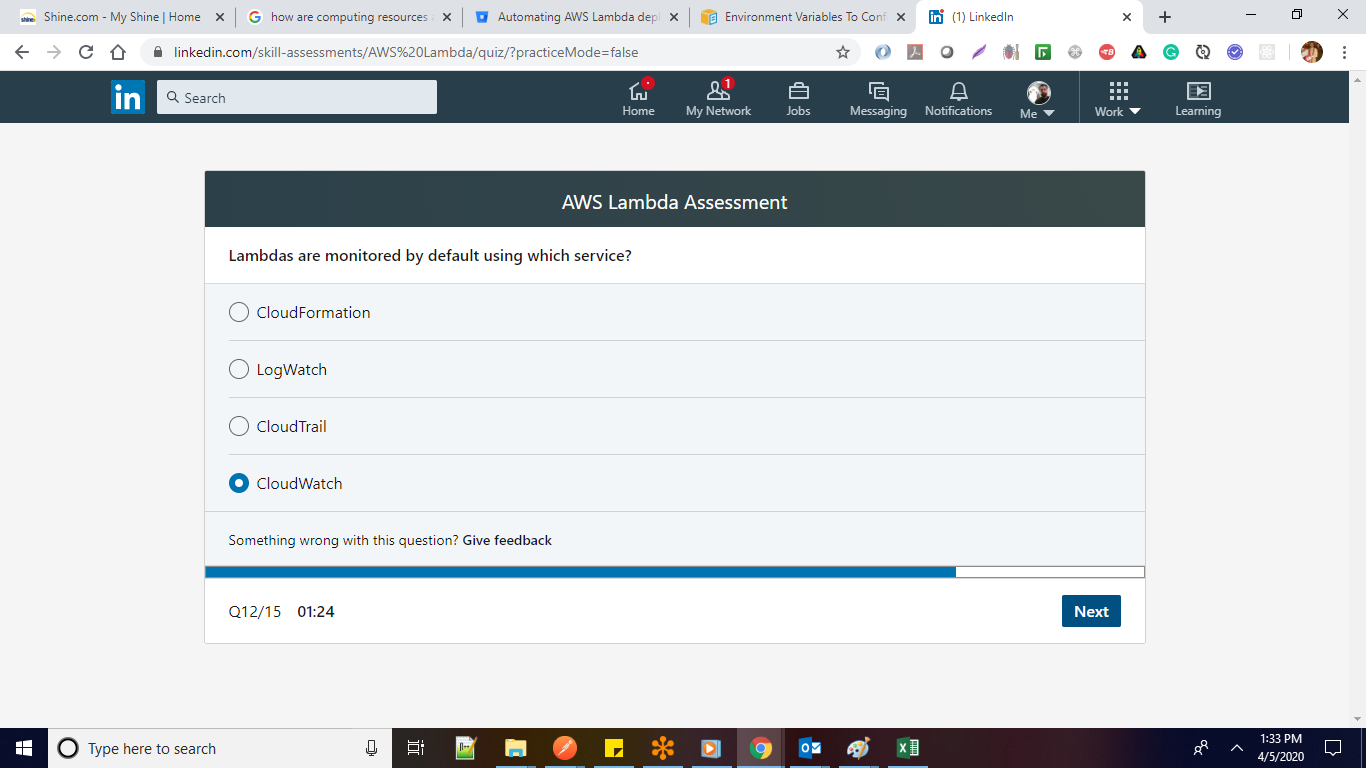 Shine.com - My Shine | Home
how are computing resources
Automating AWS Lambda dep
Environment Variables To Conf
(1) LinkedIn
linkedin.com/skill-assessments/AWS%20Lambda/quiz/?practiceMode=false
in
Search
Home
1
My Network
Jobs
Messaging
Notifications
Me
Work
Learning
AWS Lambda Assessment
Lambdas are monitored by default using which service?
CloudFormation
LogWatch
CloudTrail
CloudWatch
Something wrong with this question? Give feedback
Q12/15 01:24
Next
Type here to search
1:33 PM
4/5/2020